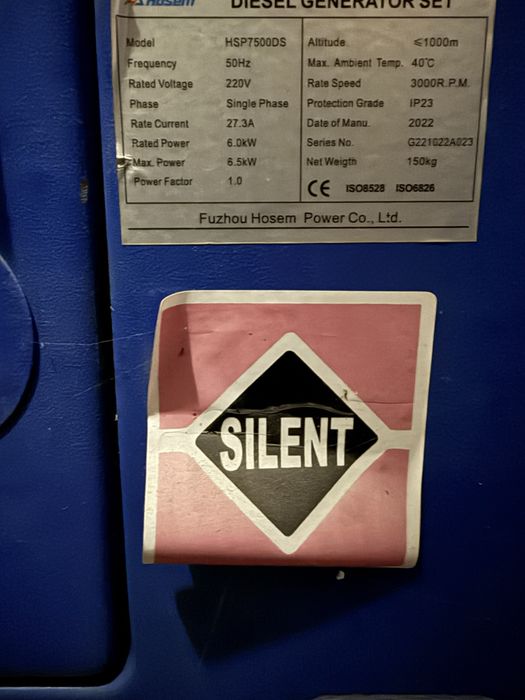 Hosem DIESEL GENERATOR SET
Model HSP7500DS Altitude ≤1000m
Frequency 50Hz Max. Ambient Temp. 40℃
Rated Voltage 220V Rate Speed 3000R.P.M.
Phase Single Phase Protection Grade IP23
Rate Current 27.3A Date of Manu. 2022
Rated Power 6.0kW Series No. G221022A023
Max. Power 6.5kW Net Weigth 150kg
Power Factor 1.0 CE ISO8528 ISO6826
Fuzhou Hosem Power Co., Ltd.
SILENT